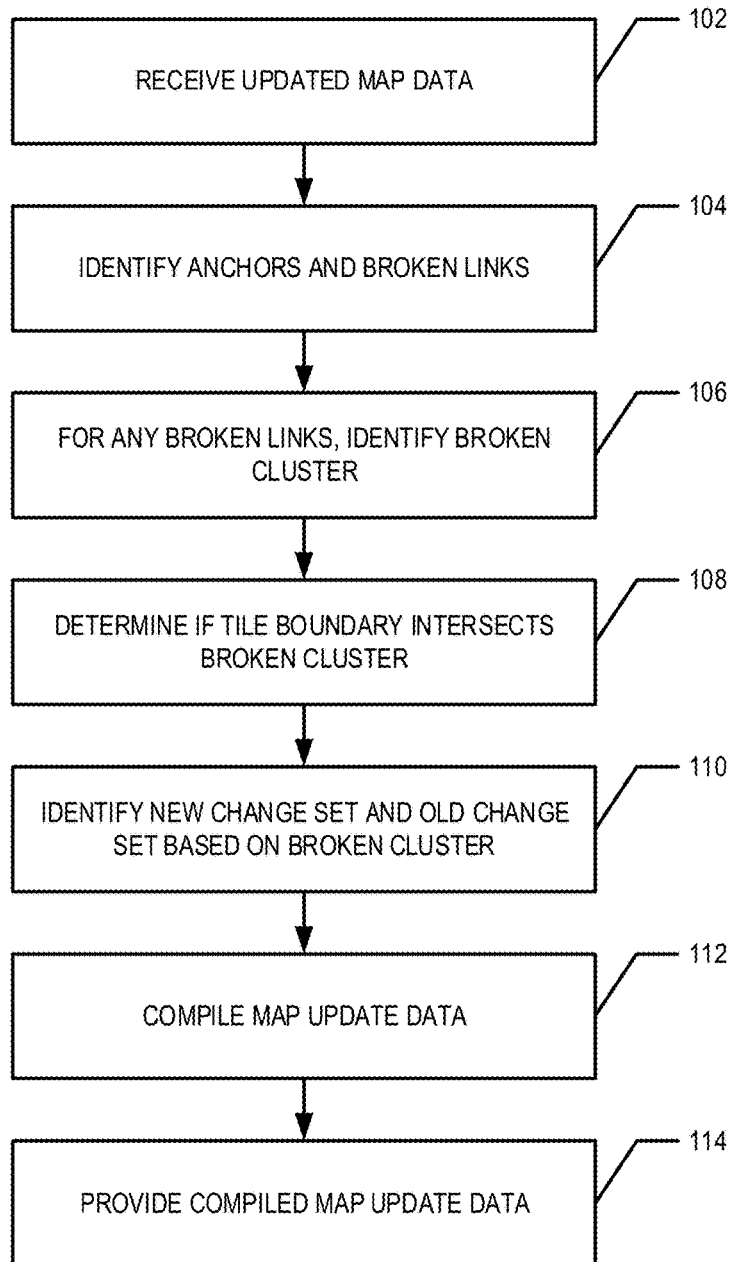 102
RECEIVE UPDATED MAP DATA
104
IDENTIFY ANCHORS AND BROKEN LINKS
106
FOR ANY BROKEN LINKS, IDENTIFY BROKEN
CLUSTER
108
DETERMINE IF TILE BOUNDARY INTERSECTS
BROKEN CLUSTER
110
IDENTIFY NEW CHANGE SET AND OLD CHANGE
SET BASED ON BROKEN CLUSTER
112
COMPILE MAP UPDATE DATA
114
PROVIDE COMPILED MAP UPDATE DATA